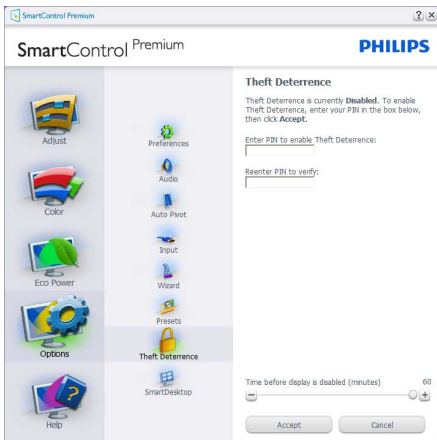 SmartControl Premium
SmartControl Premium
PHILIPS
Adjust
Color
Eco Power
Options
Help
Preferences
Audio
Auto Pivot
Input
Wizard
Presets
Theft Deterrence
SmartDesktop
Theft Deterrence
Theft Deterrence is currently Disabled. To enable
Theft Deterrence, enter your PIN in the box below,
then click Accept.
Enter PIN to enable Theft Deterrence:
Reenter PIN to verify:
Time before display is disabled (minutes) 60
Accept
Cancel